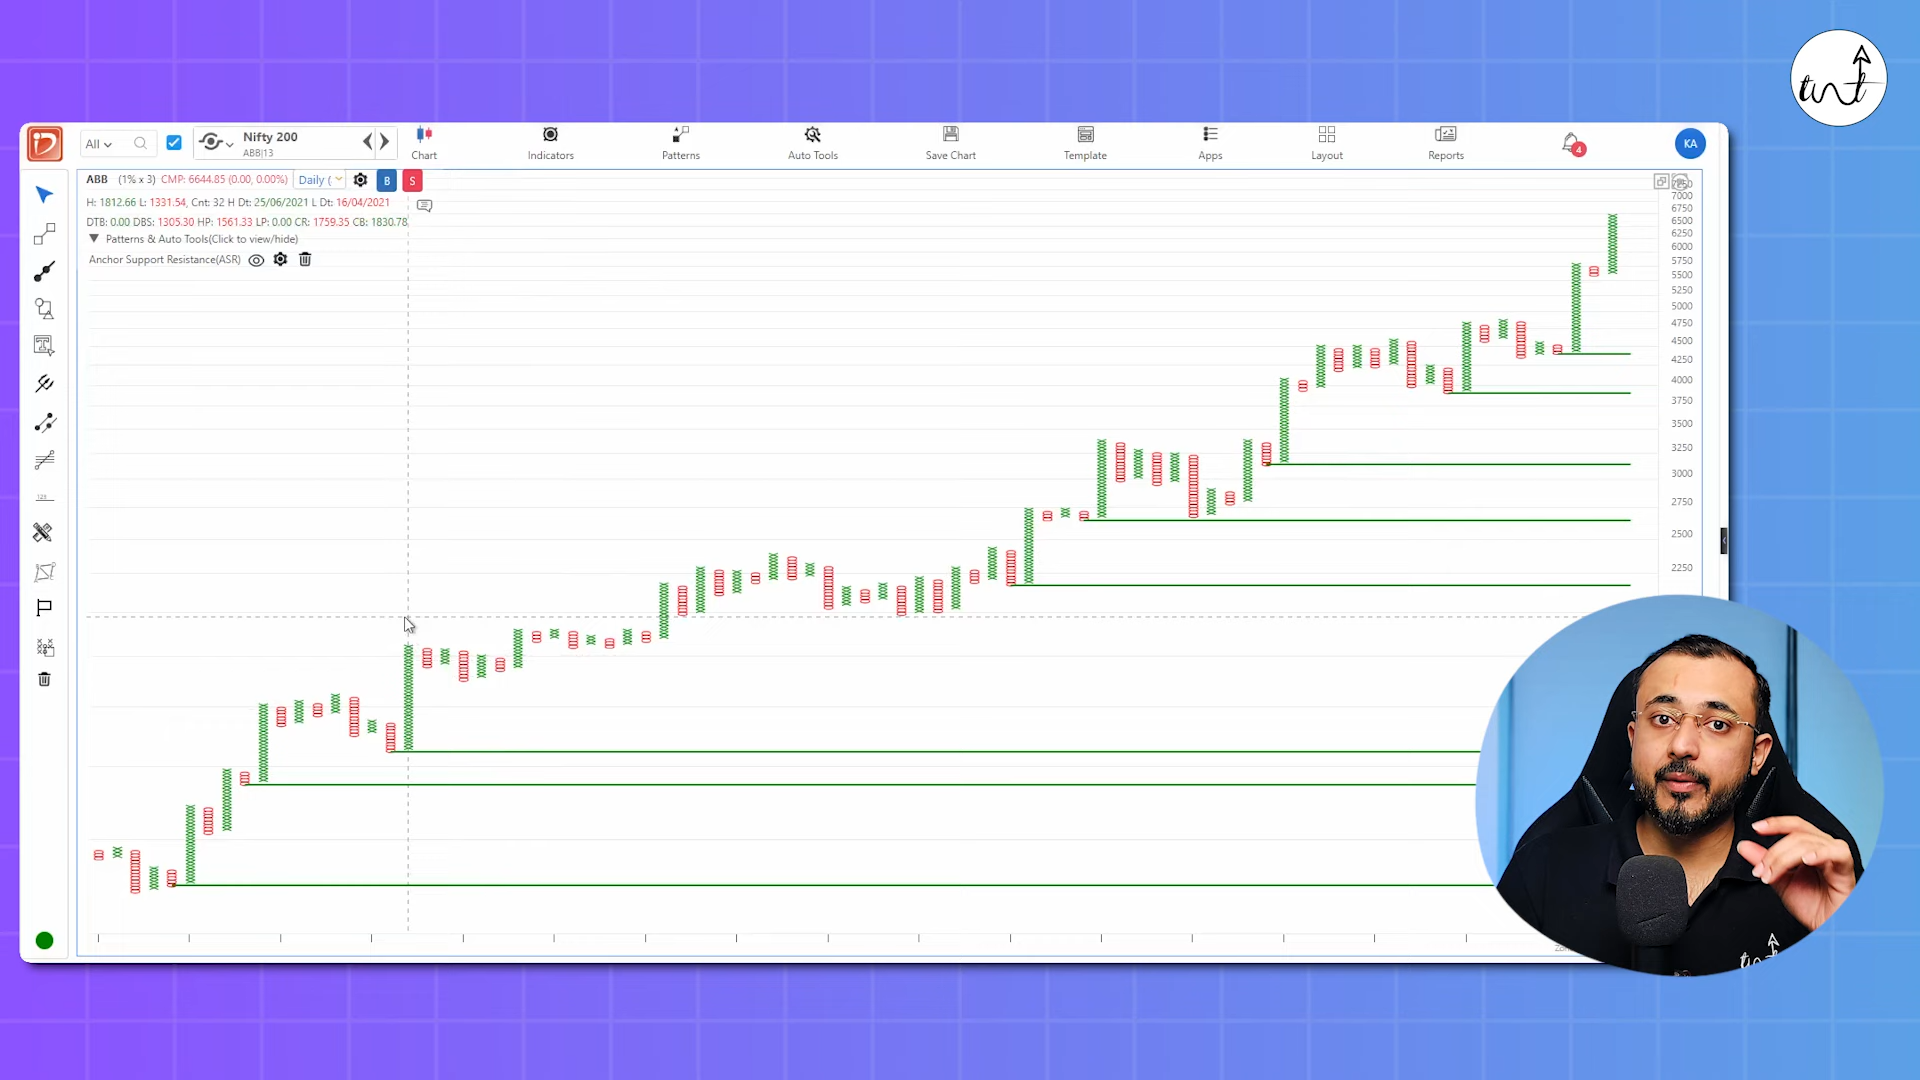 twt
All
Nifty 200
ABB|13
Chart
Indicators
Patterns
Auto Tools
Save Chart
Template
Apps
Layout
Reports
4
KA
ABB (1% x 3) CMP: 6644.85 (0.00, 0.00%) Daily (
B
S
H: 1812.66 L: 1331.54, Cnt: 32 H Dt: 25/06/2021 L Dt: 16/04/2021
DTB: 0.00 DBS: 1305.30 HP: 1561.33 LP: 0.00 CR: 1759.35 CB: 1830.78
Patterns & Auto Tools(Click to view/hide)
Anchor Support Resistance(ASR)
7250
7000
6750
6500
6250
6000
5750
5500
5250
5000
4750
4500
4250
4000
3750
3500
3250
3000
2750
2500
2250
T
123